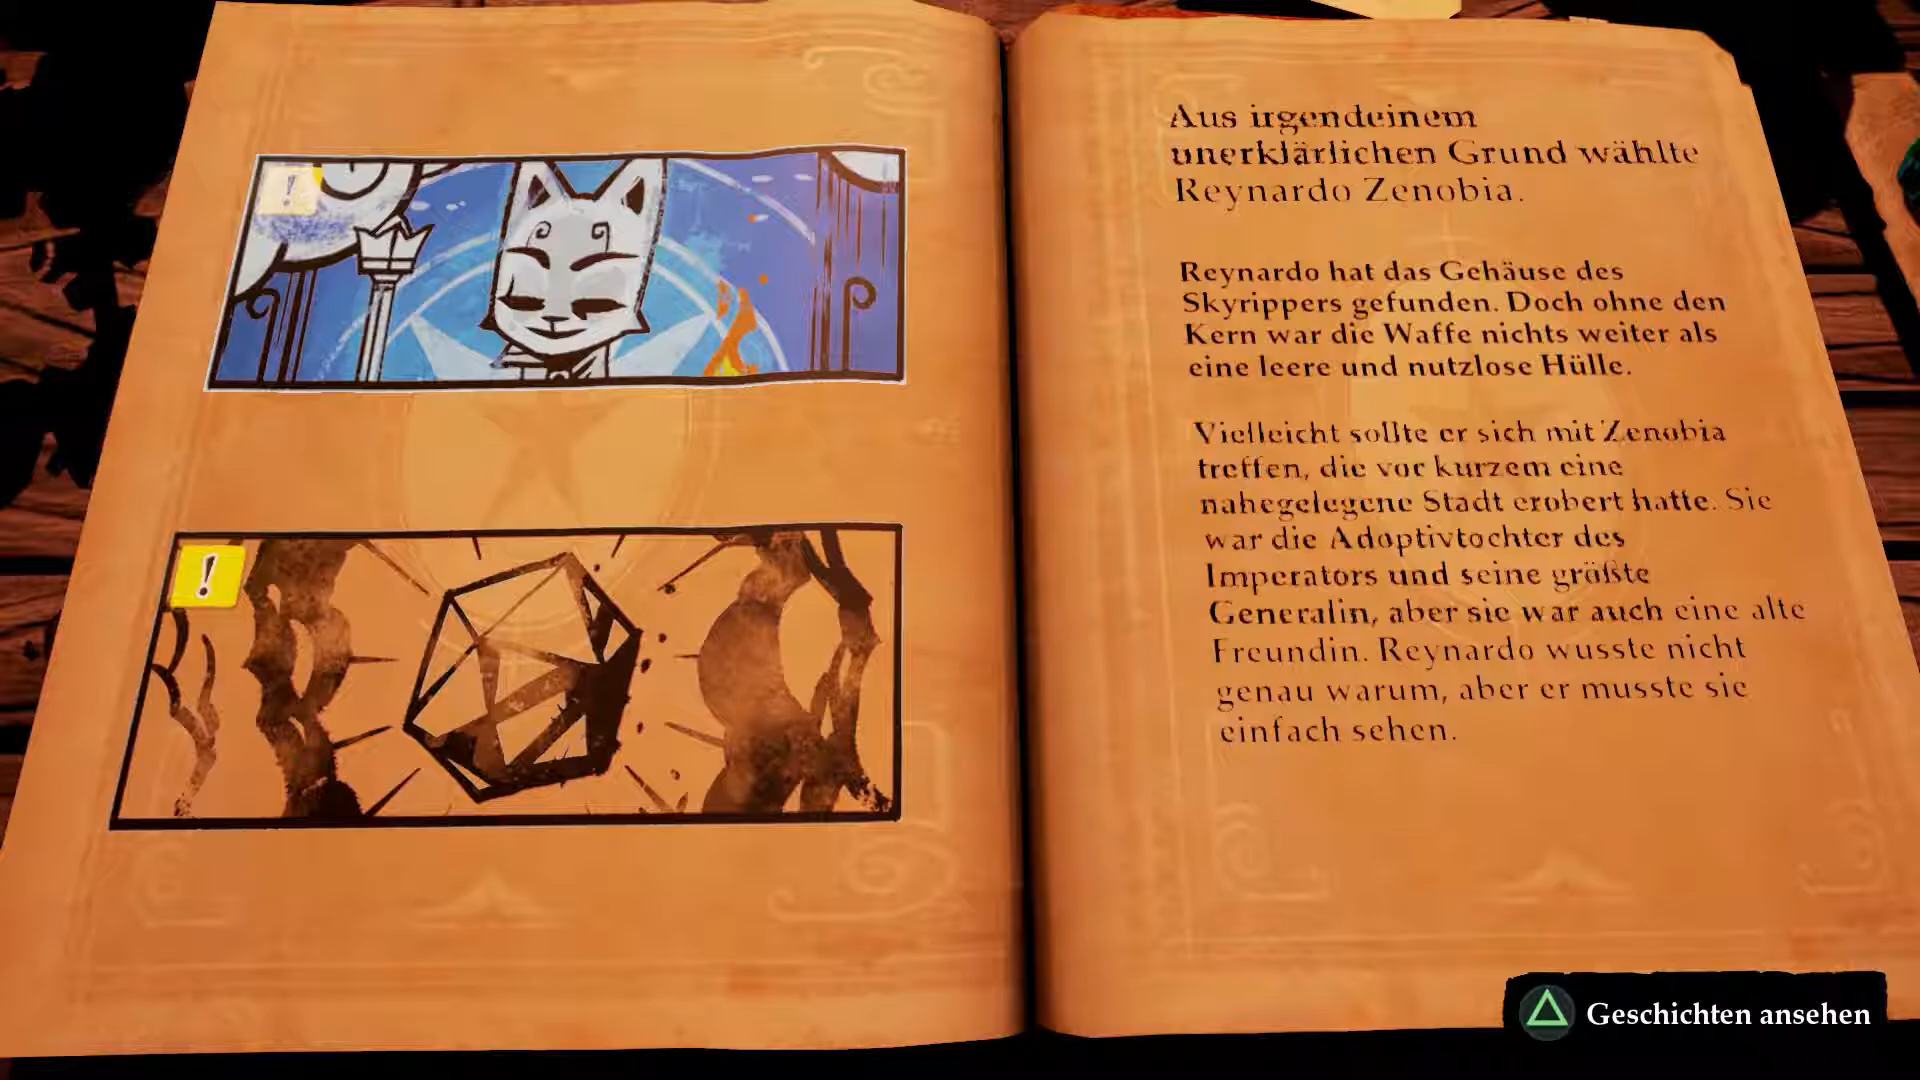 !
!
Aus irgendeinem
unerklärlichen Grund wählte
Reynardo Zenobia.
Reynardo hat das Gehäuse des
Skyrippers gefunden. Doch ohne den
Kern war die Waffe nichts weiter als
eine leere und nutzlose Hülle.
Vielleicht sollte er sich mit Zenobia
treffen, die vor kurzem eine
nahegelegene Stadt erobert hatte. Sie
war die Adoptivtochter des
Imperators und seine größte
Generalin, aber sie war auch eine alte
Freundin. Reynardo wusste nicht
genau warum, aber er musste sie
einfach sehen.
Geschichten ansehen